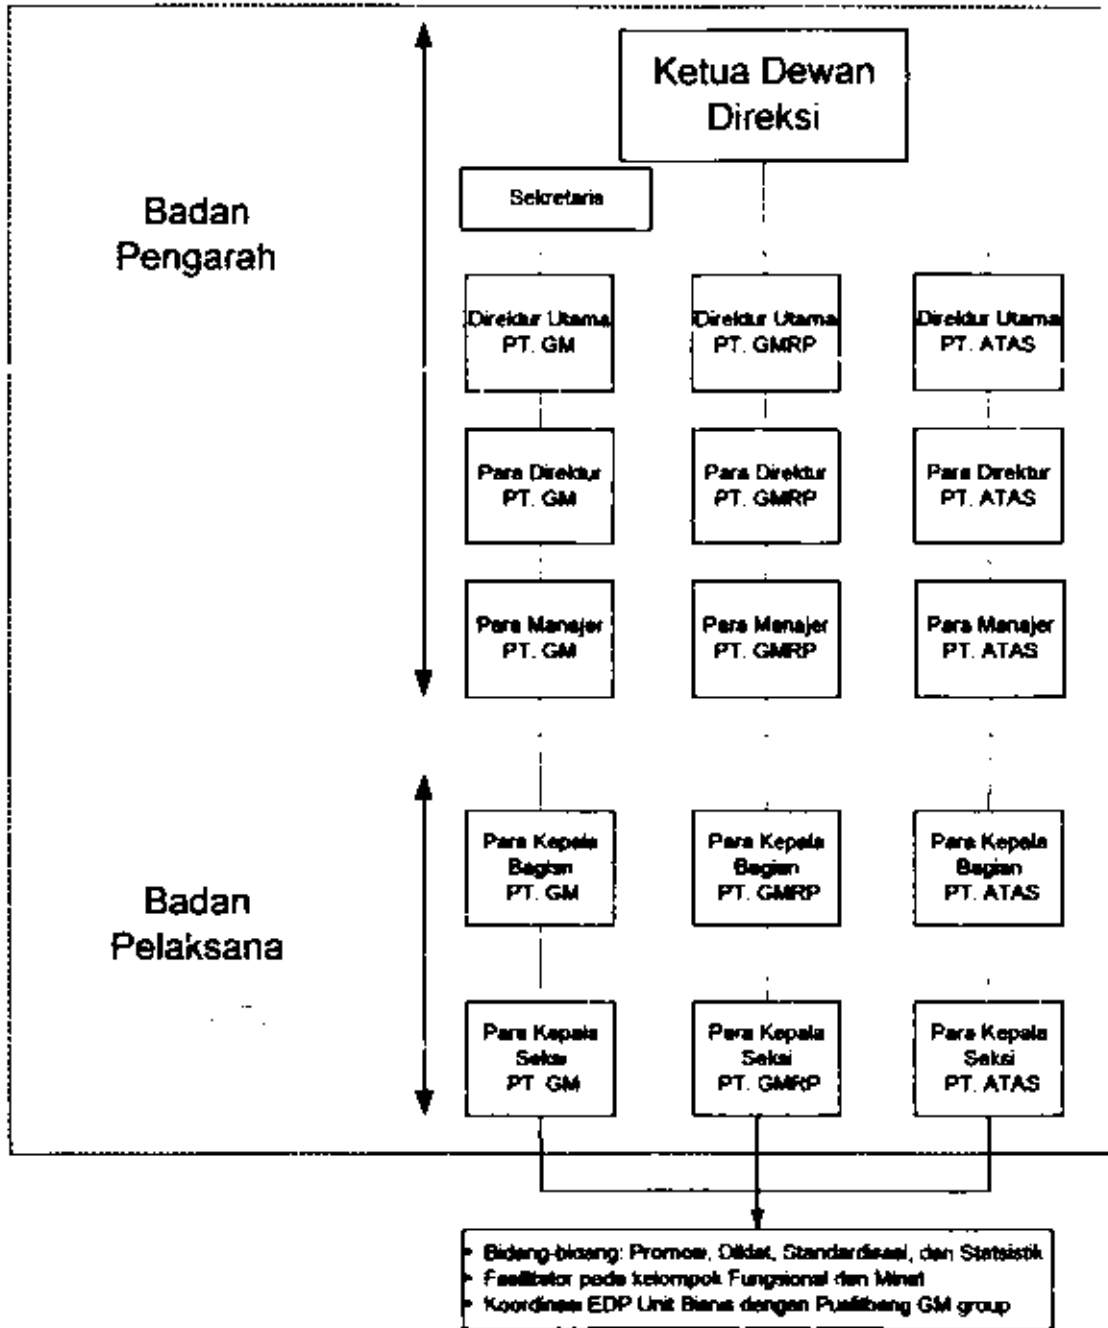 Ketua Dewan
Direksi
Sekretaris
Badan
Pengarah
Direktur Utama
PT. GM
Direktur Utama
PT. GMRP
Direktur Utama
PT. ATAS
Para Direktur
PT. GM
Para Direktur
PT. GMRP
Para Direktur
PT. ATAS
Para Manajer
PT. GM
Para Manajer
PT. GMRP
Para Manajer
PT. ATAS
Badan
Pelaksana
Para Kepala
Bagian
PT. GM
Para Kepala
Bagian
PT. GMRP
Para Kepala
Bagian
PT. ATAS
Para Kepala
Seksi
PT GM
Para Kepala
Seksi
PT. GMRP
Para Kepala
Seksi
PT. ATAS
• Bidang-bidang: Promosi, Diklat, Standardisasi, dan Statsistik
• Fasilitator pada kelompok Fungsional dan Minat
• Koordinasi EDP Unit Bisnis dengan Puslitbang GM group